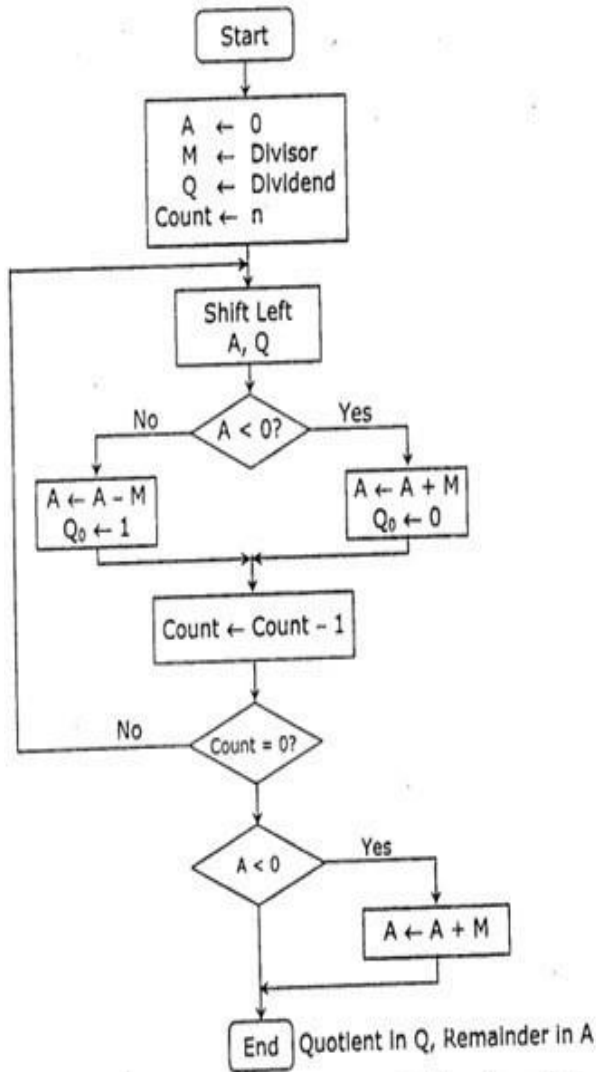 Start
A ← 0
M ← Divisor
Q ← Dividend
Count ← n
Shift Left
A, Q
A < 0?
No
Yes
A ← A – M
Q₀ ← 1
A ← A + M
Q₀ ← 0
Count ← Count – 1
Count = 0?
No
A < 0
Yes
A ← A + M
End
Quotient in Q, Remainder in A